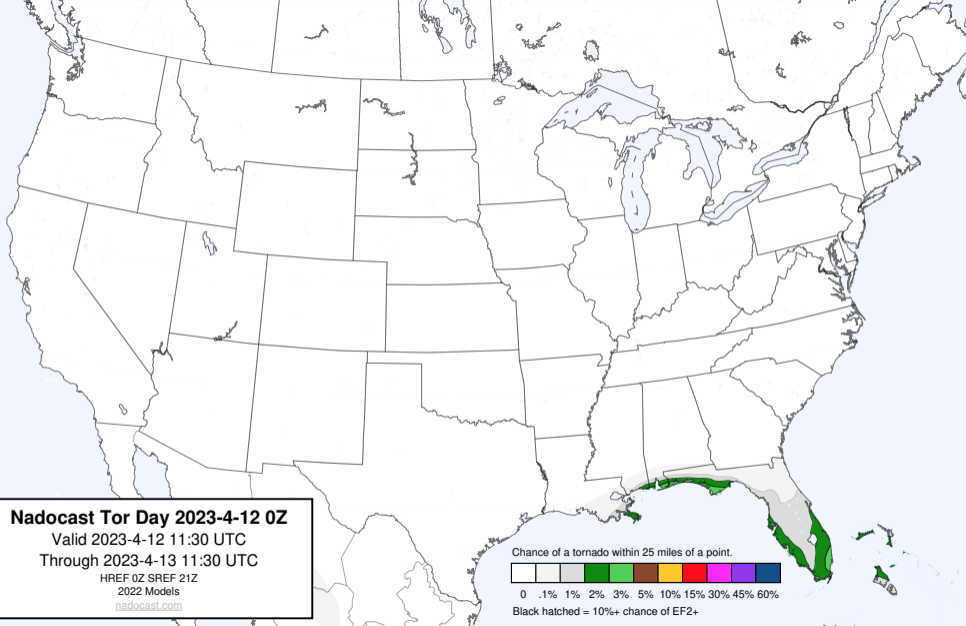 Nadocast Tor Day 2023-4-12 0Z
Valid 2023-4-12 11:30 UTC
Through 2023-4-13 11:30 UTC
HREF 0Z SREF 21Z
2022 Models
nadocast.com
Chance of a tornado within 25 miles of a point.
0 .1% 1% 2% 3% 5% 10% 15% 30% 45% 60%
Black hatched = 10%+ chance of EF2+